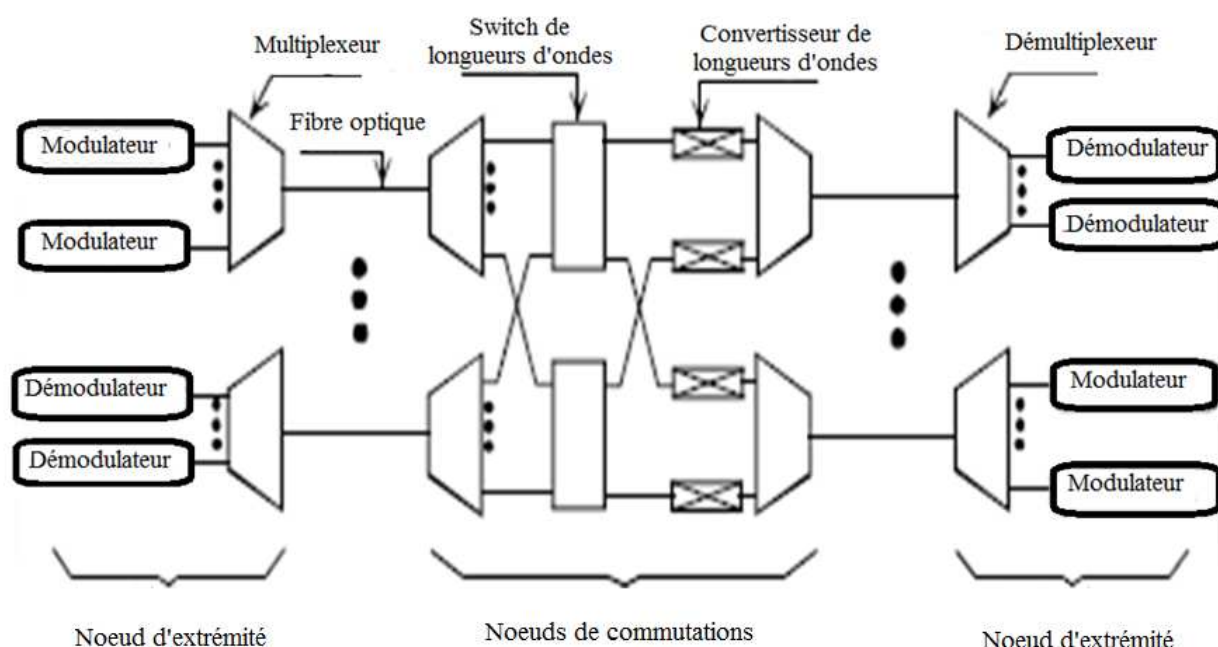 Switch de
longueurs d'ondes
Convertisseur de
longueurs d'ondes
Multiplexeur
Démultiplexeur
Fibre optique
Modulateur
Modulateur
Démodulateur
Démodulateur
Démodulateur
Démodulateur
Modulateur
Modulateur
Noeud d'extrémité
Noeuds de commutations
Noeud d'extrémité